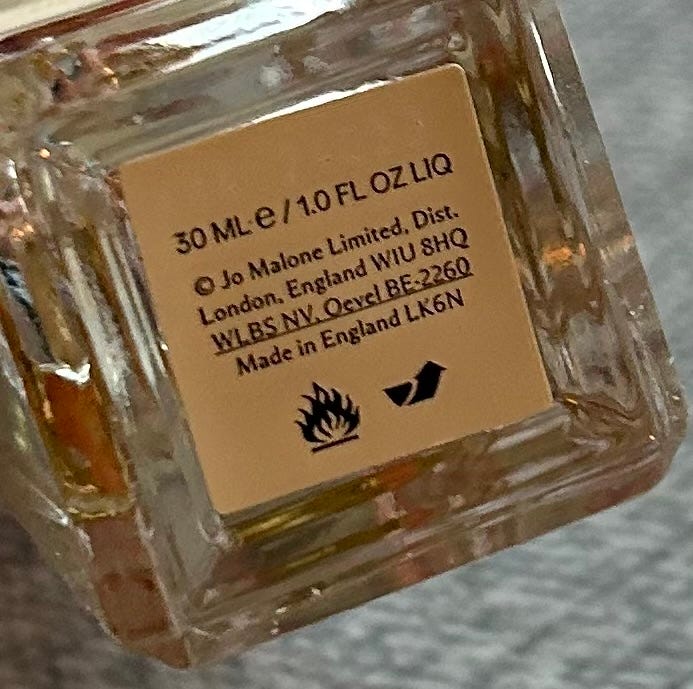 30 ML ℮ / 1.0 FL OZ LIQ
© Jo Malone Limited, Dist.
London, England WIU 8HQ
WLBS NV, Oevel BE-2260
Made in England LK6N